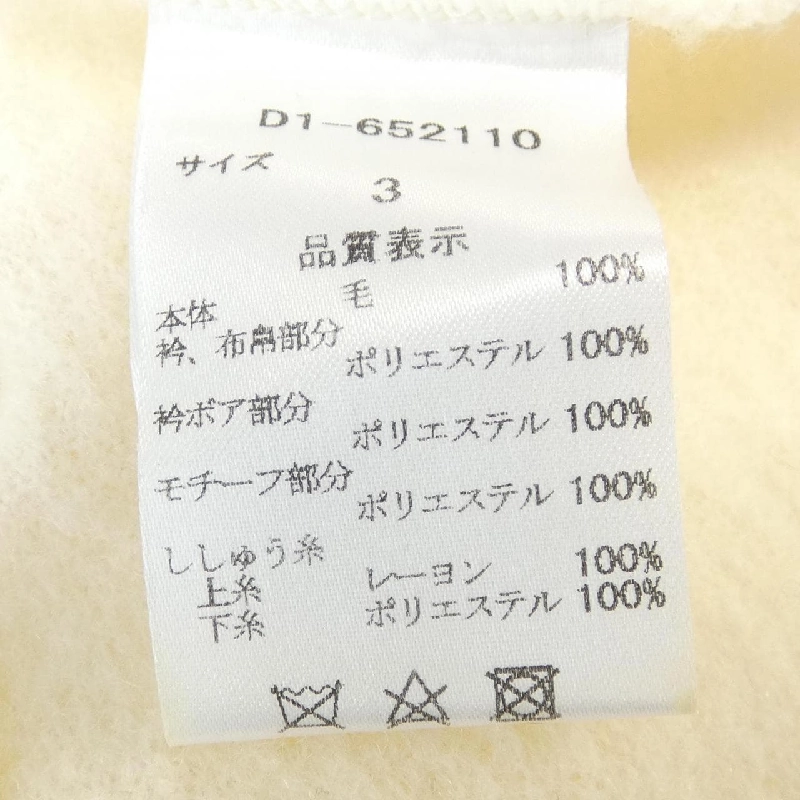 D1-652110
サイズ
3
品質表示
本体 毛 100%
衿、布帛部分 ポリエステル 100%
衿ボア部分 ポリエステル 100%
モチーフ部分 ポリエステル 100%
ししゅう糸
上糸 レーヨン 100%
下糸 ポリエステル 100%